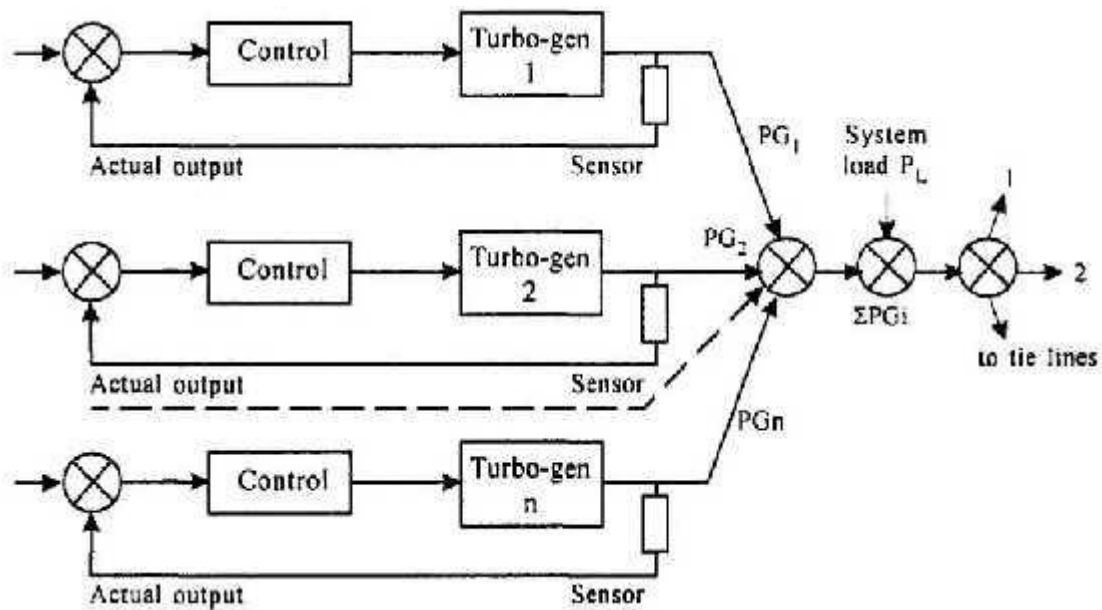 Control
Turbo-gen
1
PG1
Actual output
Sensor
System
load PL
1
Control
Turbo-gen
2
PG2
ΣPGi
2
to tie lines
Actual output
Sensor
PGn
Control
Turbo-gen
n
Actual output
Sensor